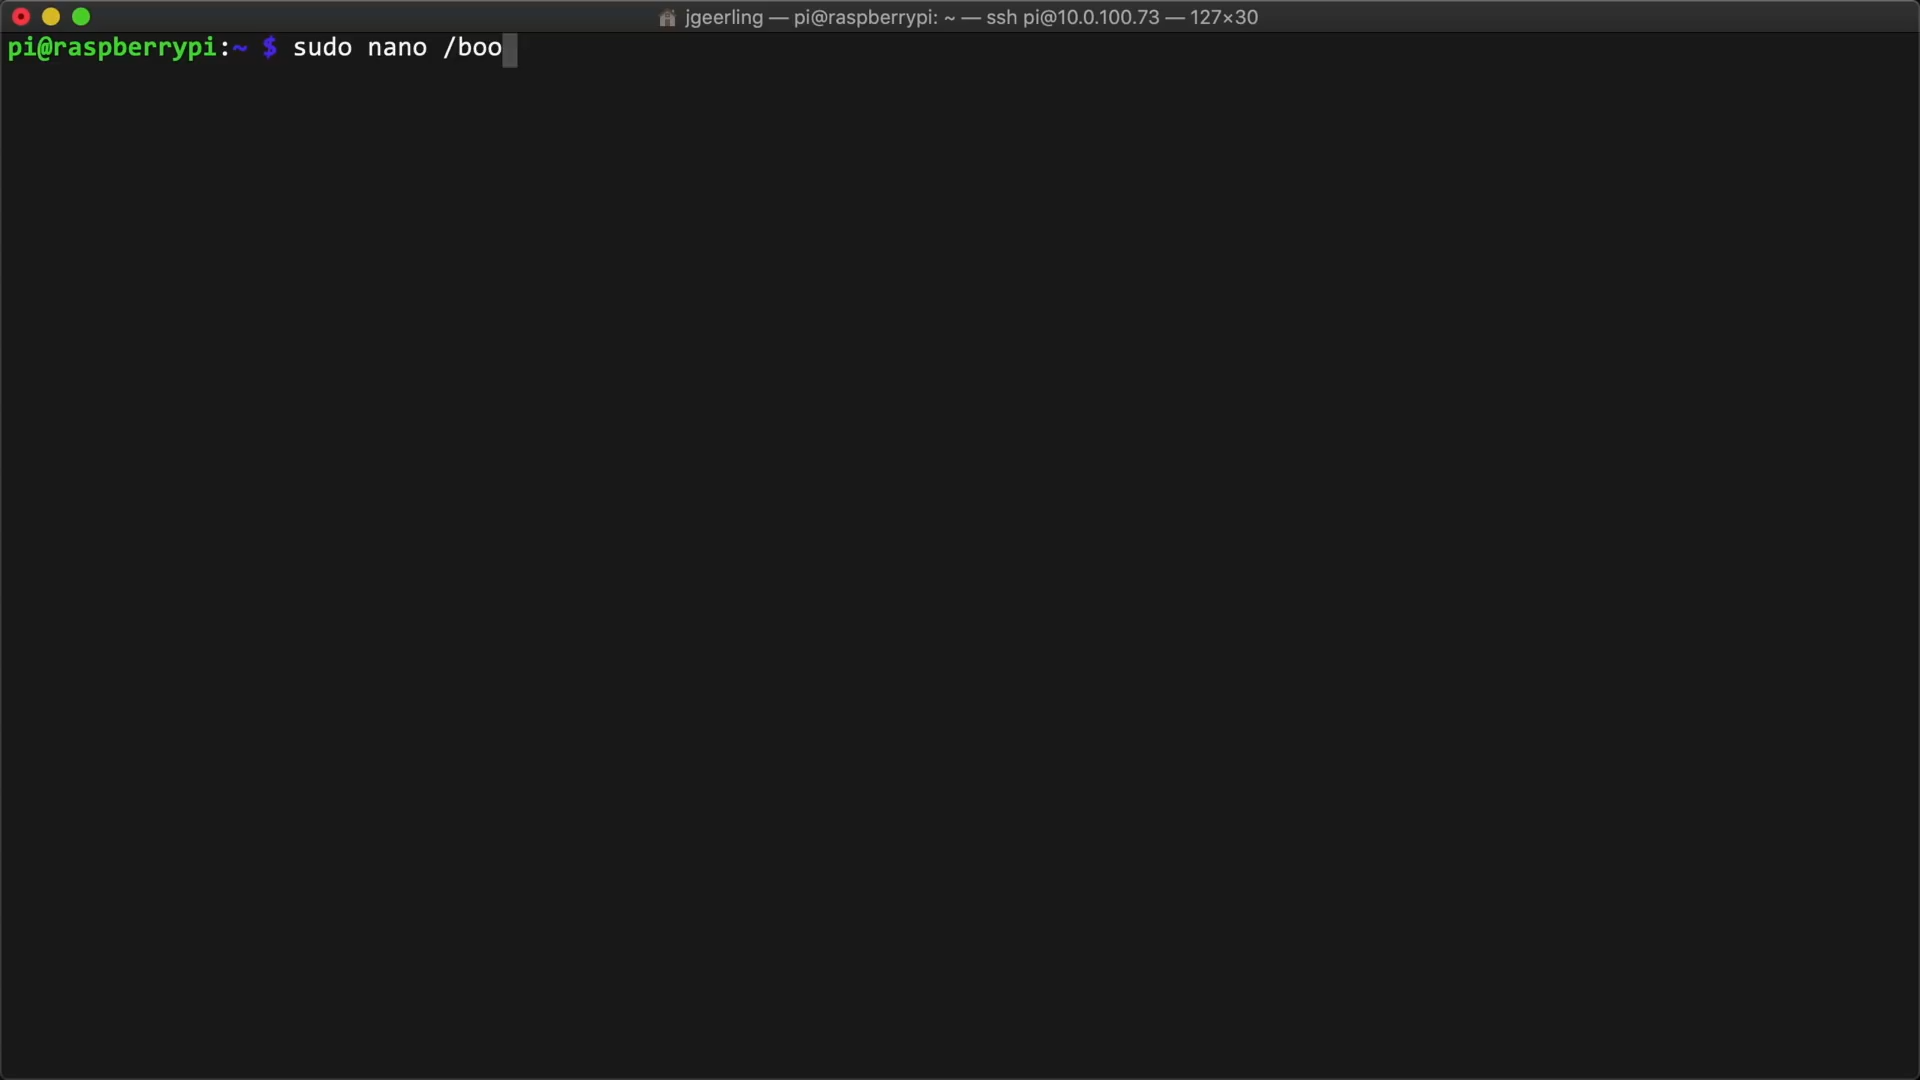 jgeerling — pi@raspberrypi: ~ — ssh pi@10.0.100.73 — 127×30
pi@raspberrypi:~ $ sudo nano /boo